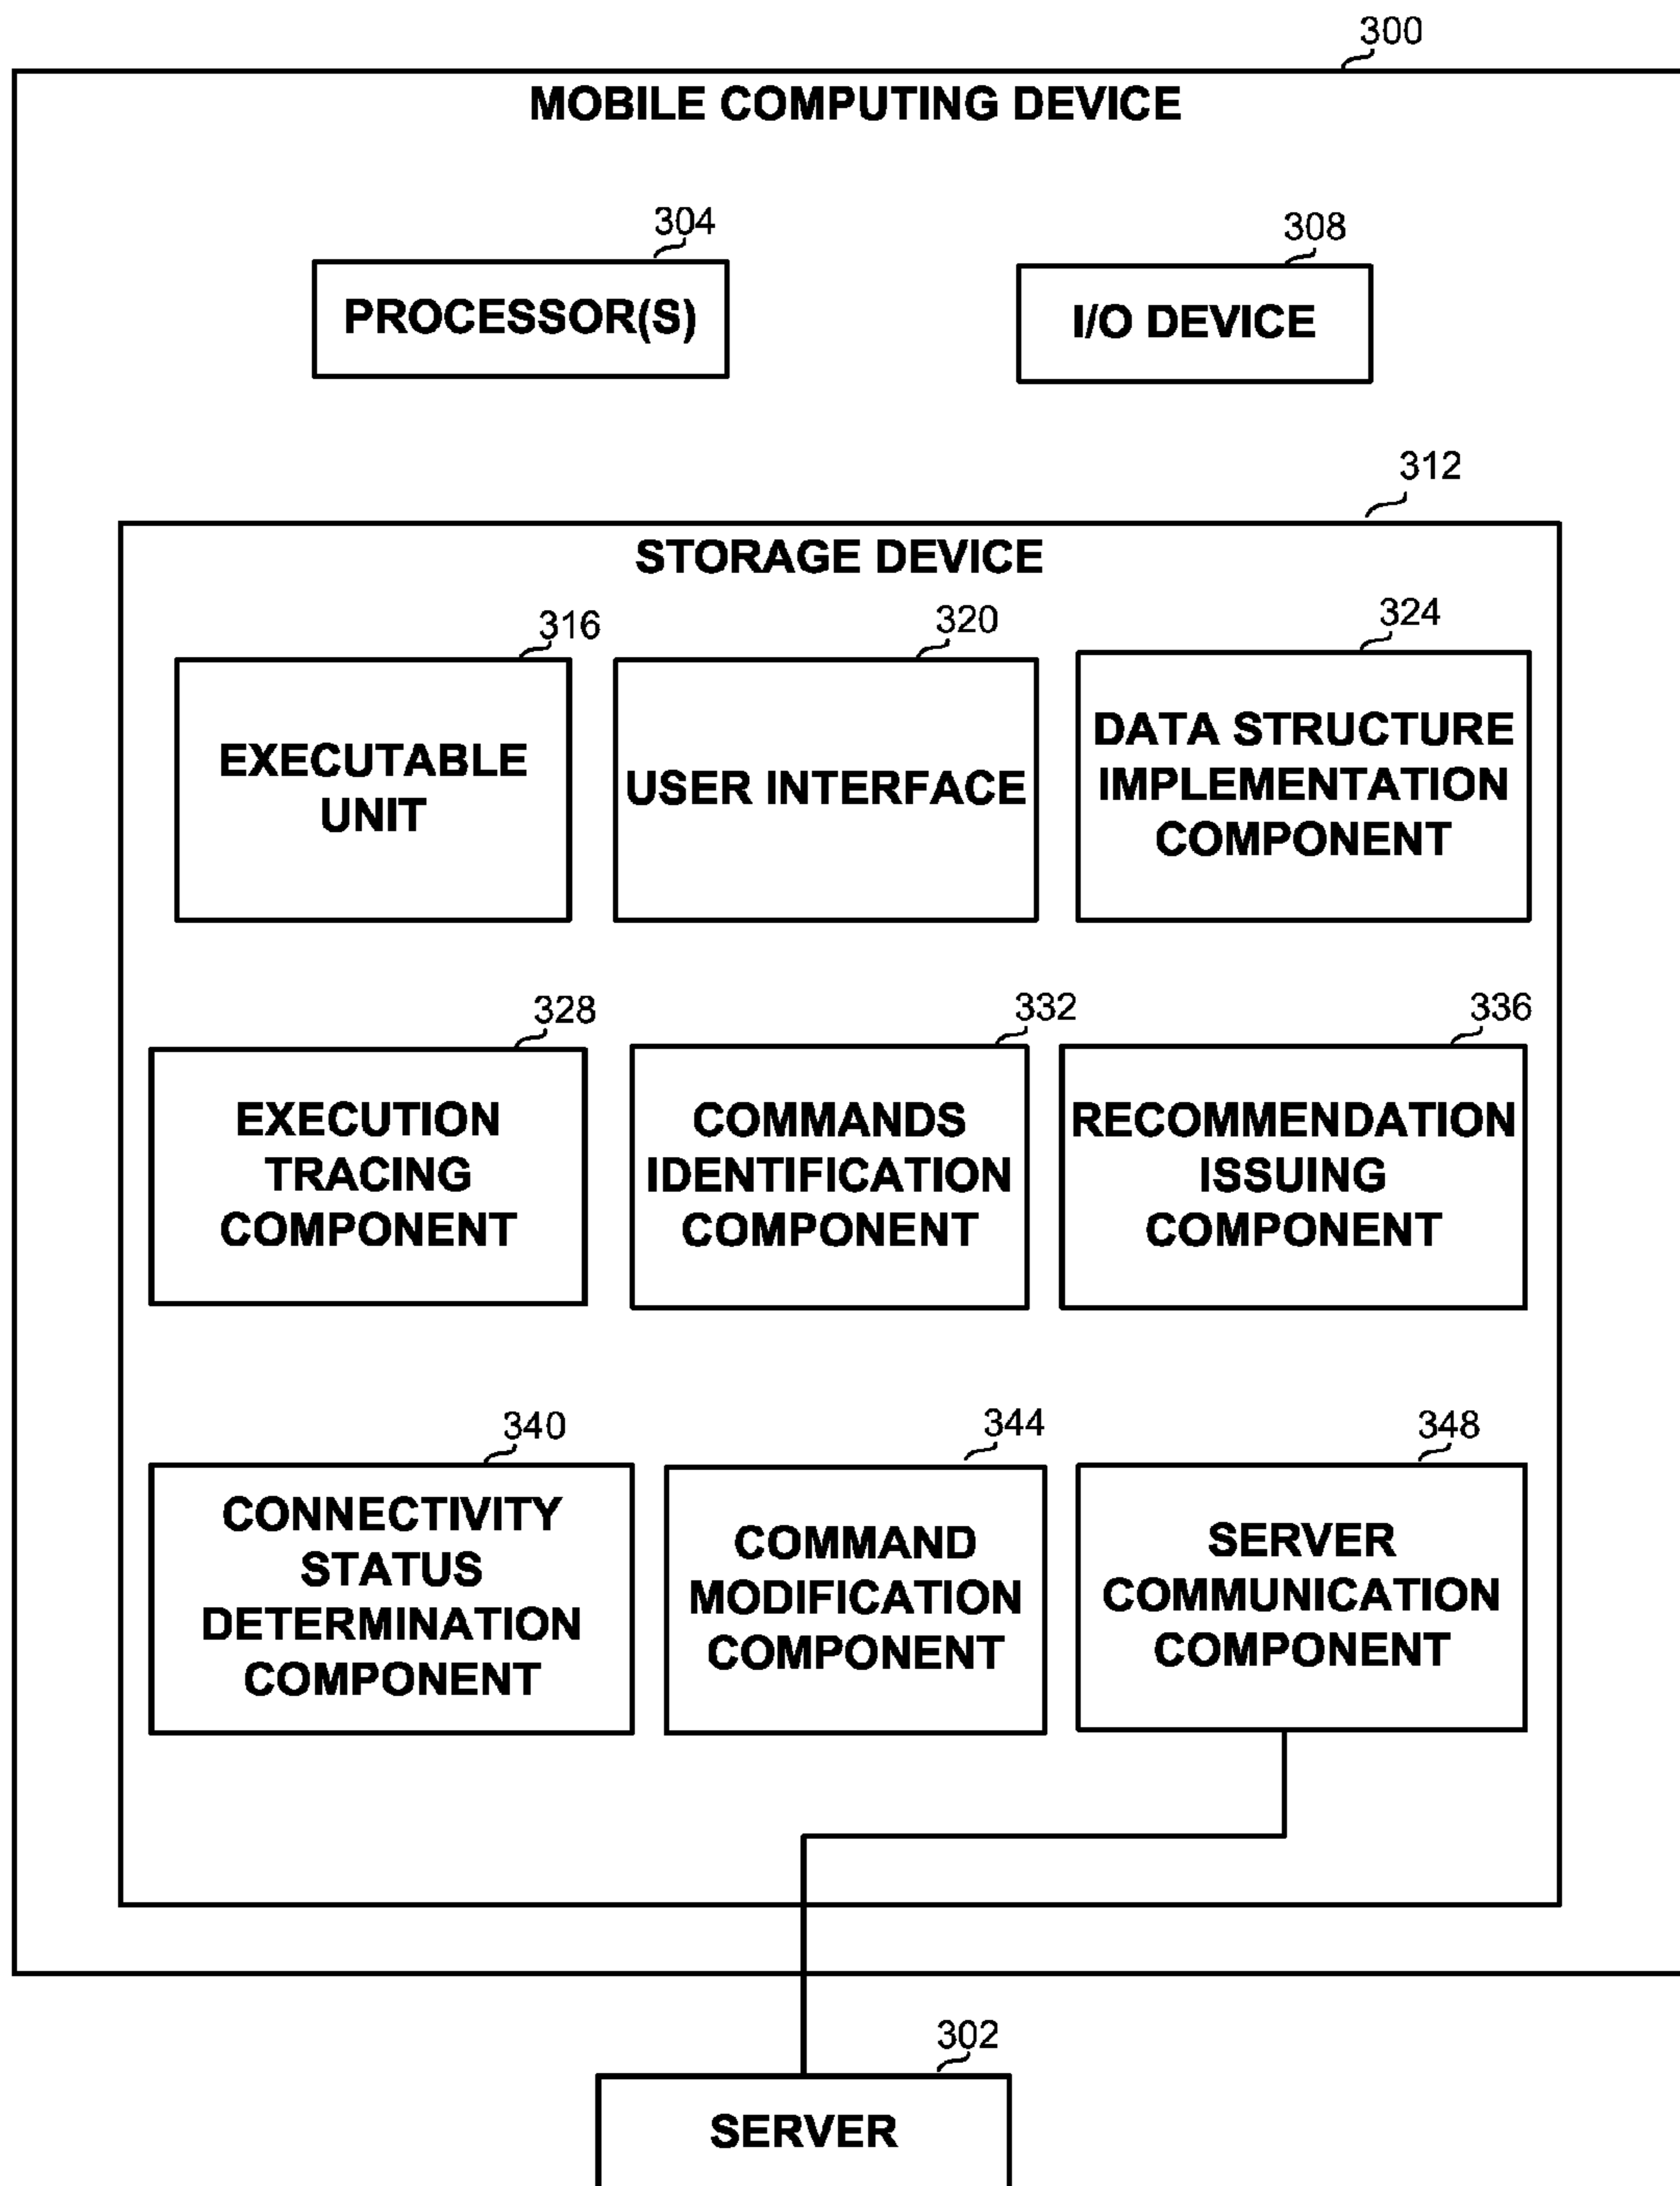 300
MOBILE COMPUTING DEVICE
304
308
PROCESSOR(S)
I/O DEVICE
312
STORAGE DEVICE
316
320
324
EXECUTABLE
UNIT
USER INTERFACE
DATA STRUCTURE
IMPLEMENTATION
COMPONENT
328
332
336
EXECUTION
TRACING
COMPONENT
COMMANDS
IDENTIFICATION
COMPONENT
RECOMMENDATION
ISSUING
COMPONENT
340
344
348
CONNECTIVITY
STATUS
DETERMINATION
COMPONENT
COMMAND
MODIFICATION
COMPONENT
SERVER
COMMUNICATION
COMPONENT
302
SERVER